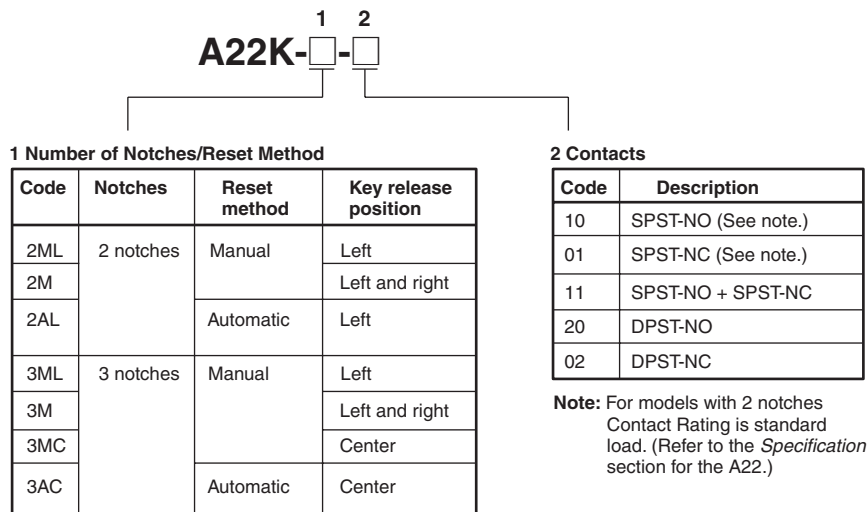 1 2
A22K-□-□
1 Number of Notches/Reset Method
Code Notches Reset method Key release position
2ML 2 notches Manual Left
2M Left and right
2AL Automatic Left
3ML 3 notches Manual Left
3M Left and right
3MC Center
3AC Automatic Center
2 Contacts
Code Description
10 SPST-NO (See note.)
01 SPST-NC (See note.)
11 SPST-NO + SPST-NC
20 DPST-NO
02 DPST-NC
Note: For models with 2 notches
Contact Rating is standard
load. (Refer to the Specification
section for the A22.)